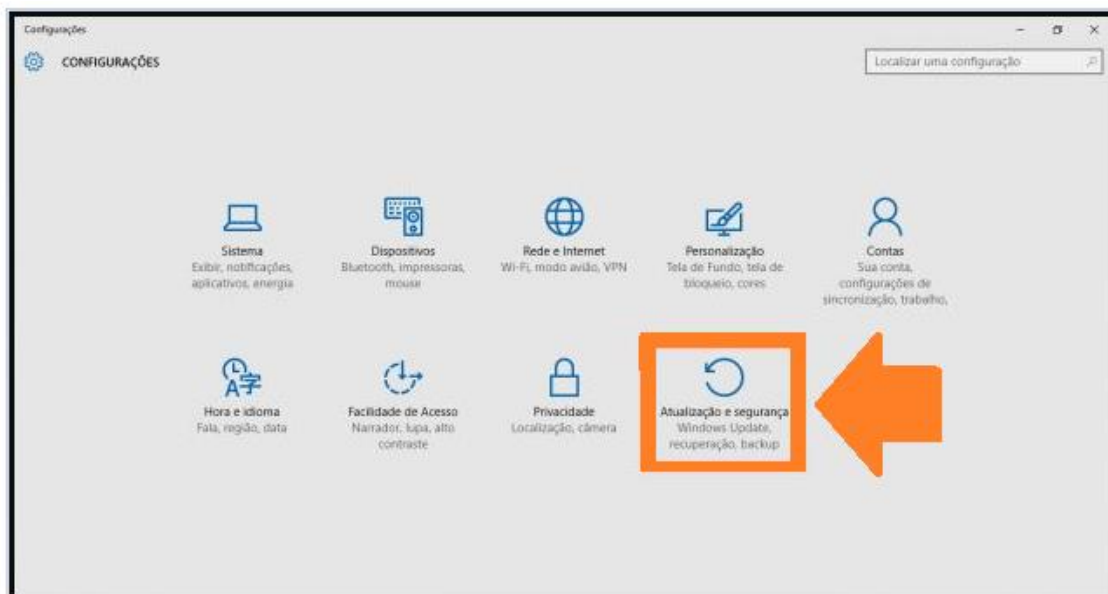 Configurações
CONFIGURAÇÕES
Localizar uma configuração
Sistema
Exibir, notificações,
aplicativos, energia
Dispositivos
Bluetooth, impressoras,
mouse
Rede e Internet
Wi-Fi, modo avião, VPN
Personalização
Tela de Fundo, tela de
bloqueio, cores
Contas
Sua conta,
configurações de
sincronização, trabalho,
Hora e idioma
Fala, região, data
Facilidade de Acesso
Narrador, lupa, alto
contraste
Privacidade
Localização, câmera
Atualização e segurança
Windows Update,
recuperação, backup